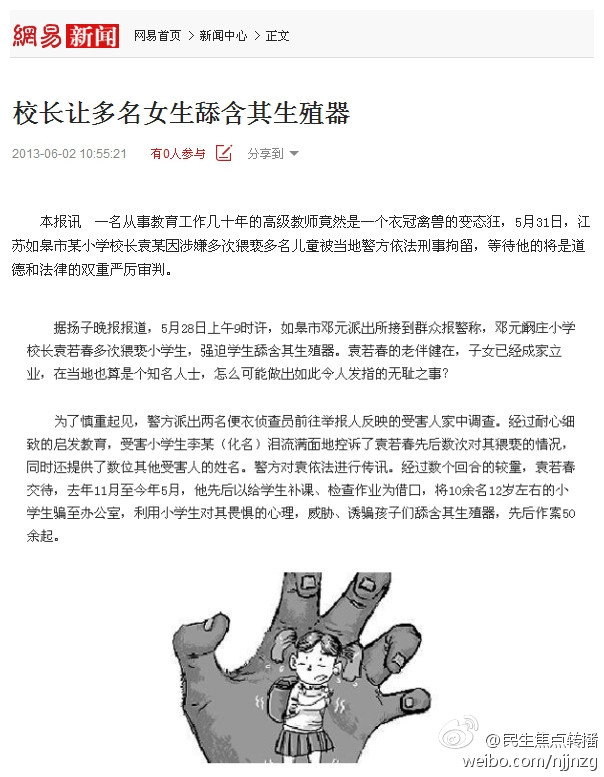 網易 新闻 网易首页 > 新闻中心 > 正文
校长让多名女生舔含其生殖器
2013-06-02 10:55:21 有0人参与 分享到
本报讯 一名从事教育工作几十年的高级教师竟然是一个衣冠禽兽的变态狂，5月31日，江
苏如皋市某小学校长袁某因涉嫌多次猥亵多名儿童被当地警方依法刑事拘留，等待他的将是道
德和法律的双重严厉审判。
据扬子晚报报道，5月28日上午9时许，如皋市邓元派出所接到群众报警称，邓元阚庄小学
校长袁若春多次猥亵小学生，强迫学生舔含其生殖器。袁若春的老伴健在，子女已经成家立
业，在当地也算是个知名人士，怎么可能做出如此令人发指的无耻之事？
为了慎重起见，警方派出两名便衣侦查员前往举报人反映的受害人家中调查。经过耐心细
致的启发教育，受害小学生李某（化名）泪流满面地控诉了袁若春先后数次对其猥亵的情况，
同时还提供了数位其他受害人的姓名。警方对袁依法进行传讯。经过数个回合的较量，袁若春
交待，去年11月至今年5月，他先后以给学生补课、检查作业为借口，将10余名12岁左右的小
学生骗至办公室，利用小学生对其畏惧的心理，威胁、诱骗孩子们舔含其生殖器，先后作案50
余起。
@民生焦点转播
weibo.com/njjnzg